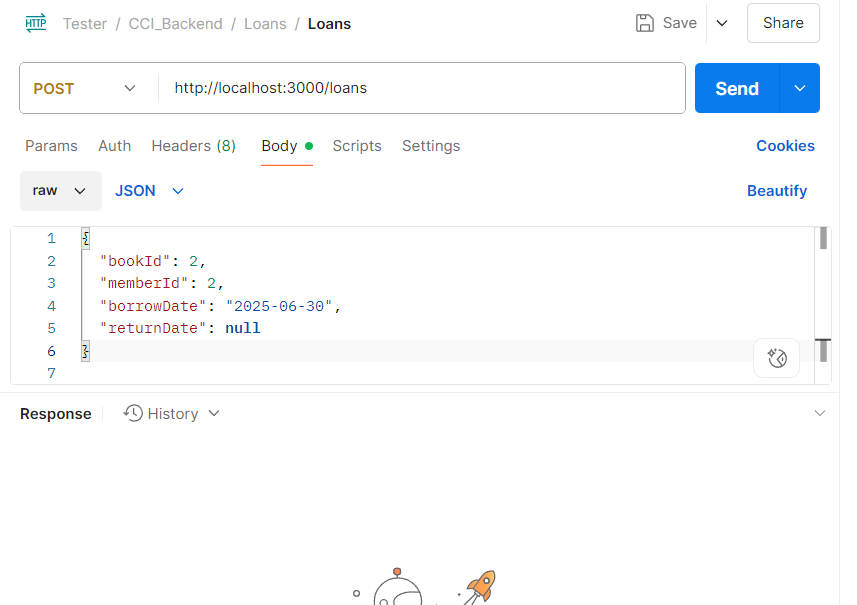 HTTP Tester / CCI_Backend / Loans / Loans Save Share
POST http://localhost:3000/loans Send
Params Auth Headers (8) Body Scripts Settings Cookies
raw JSON Beautify
1 {
2 "bookId": 2,
3 "memberId": 2,
4 "borrowDate": "2025-06-30",
5 "returnDate": null
6 }
7
Response History